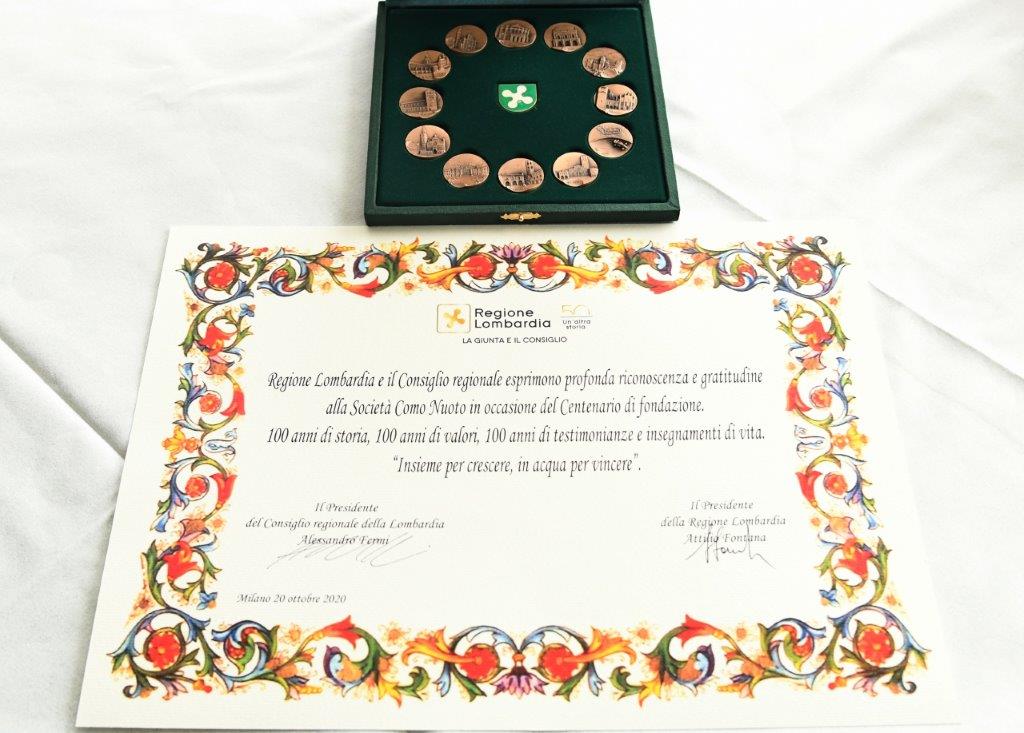 Regione
Lombardia
50
Un'altra
storia
LA GIUNTA E IL CONSIGLIO
Regione Lombardia e il Consiglio regionale esprimono profonda riconoscenza e gratitudine
alla Società Como Nuoto in occasione del Centenario di fondazione.
100 anni di storia, 100 anni di valori, 100 anni di testimonianze e insegnamenti di vita.
“Insieme per crescere, in acqua per vincere”.
Il Presidente
del Consiglio regionale della Lombardia
Alessandro Fermi
Il Presidente
della Regione Lombardia
Attilio Fontana
Milano 20 ottobre 2020